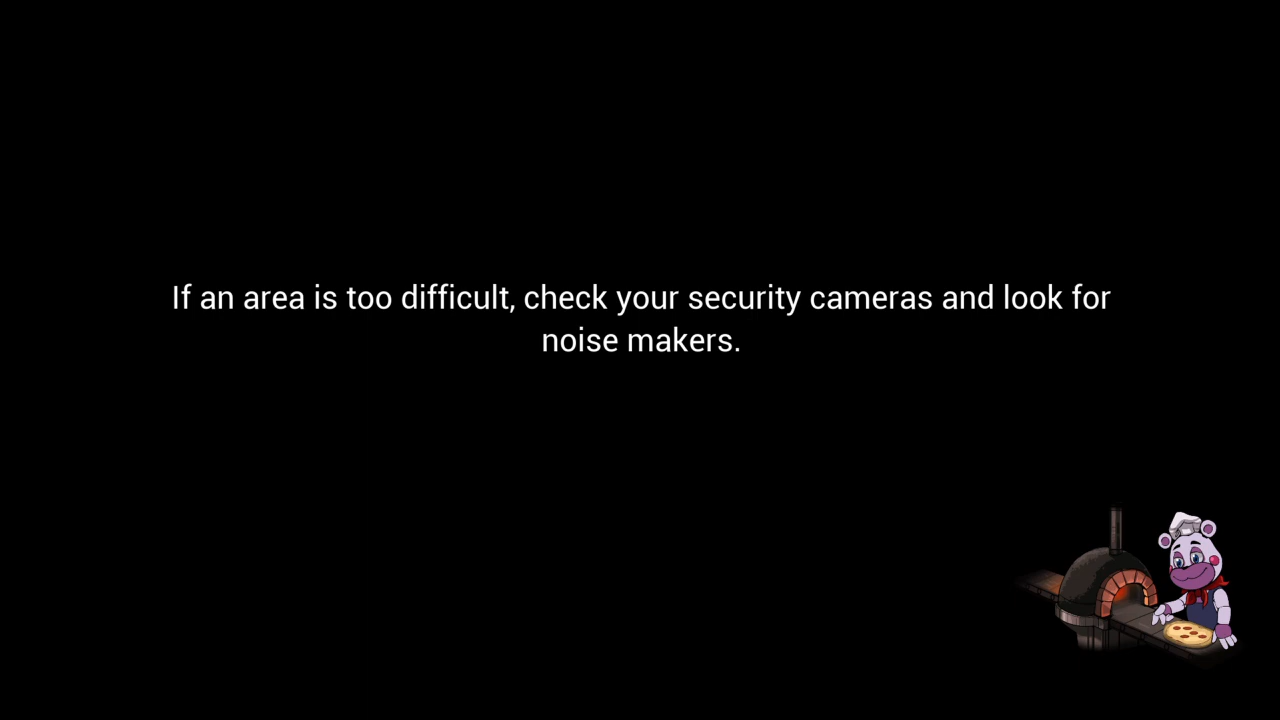 If an area is too difficult, check your security cameras and look for
noise makers.